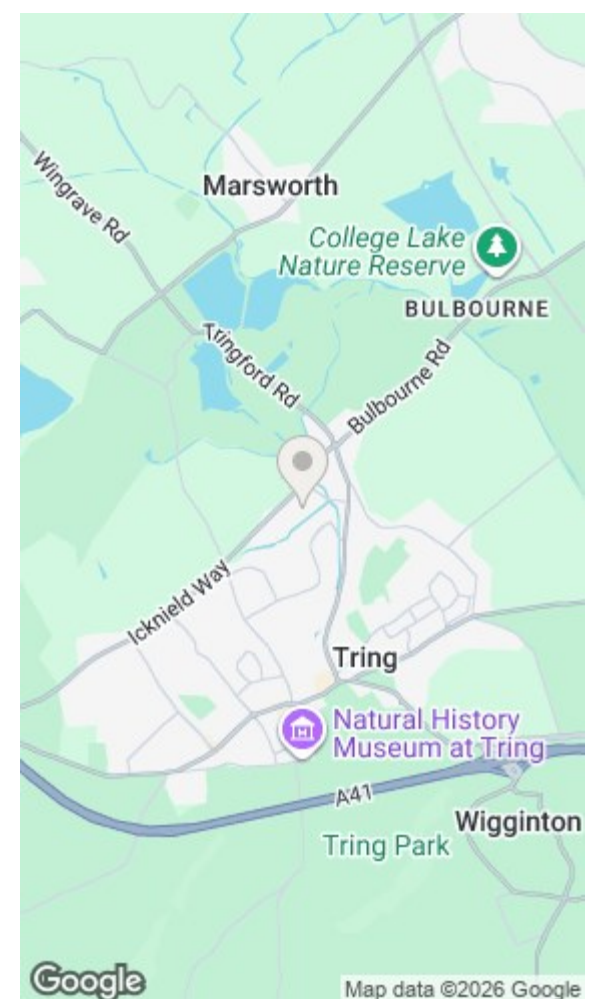 Marsworth
Wingrave Rd
College Lake
Nature Reserve
BULBOURNE
Tringford Rd
Bulbourne Rd
Icknield Way
Tring
Natural History
Museum at Tring
A41
Wigginton
Tring Park
Google
Map data ©2026 Google